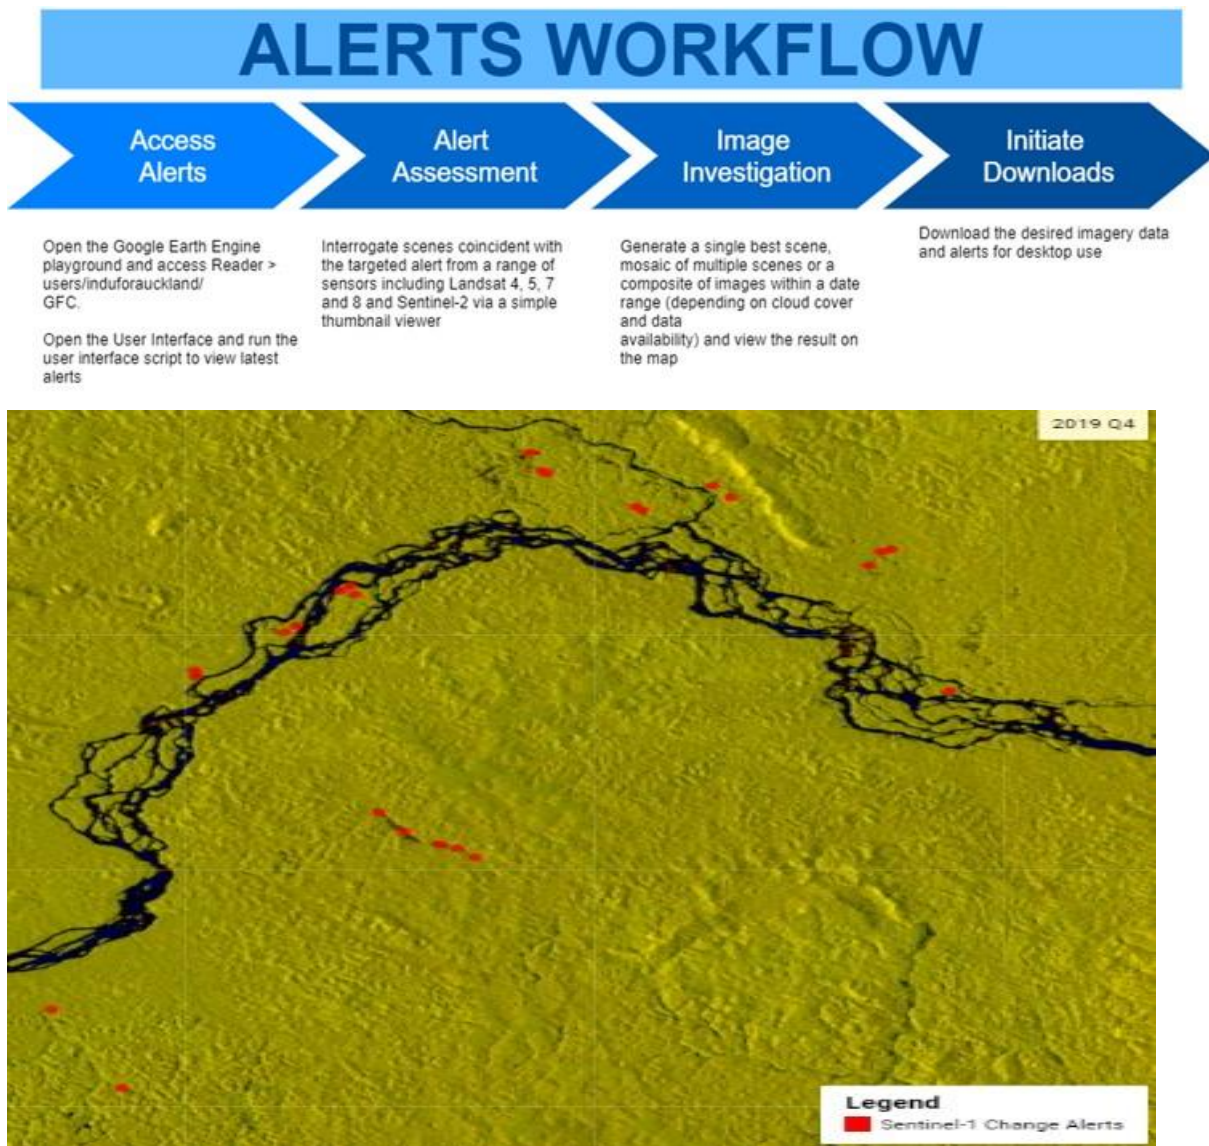 ALERTS WORKFLOW
Access
Alerts
Alert
Assessment
Image
Investigation
Initiate
Downloads
Open the Google Earth Engine
playground and access Reader >
users/induforauckland/
GFC.
Open the User Interface and run the
user interface script to view latest
alerts
Interrogate scenes coincident with
the targeted alert from a range of
sensors including Landsat 4, 5, 7
and 8 and Sentinel-2 via a simple
thumbnail viewer
Generate a single best scene,
mosaic of multiple scenes or a
composite of images within a date
range (depending on cloud cover
and data
availability) and view the result on
the map
Download the desired imagery data
and alerts for desktop use
2019 Q4
Legend
Sentinel-1 Change Alerts